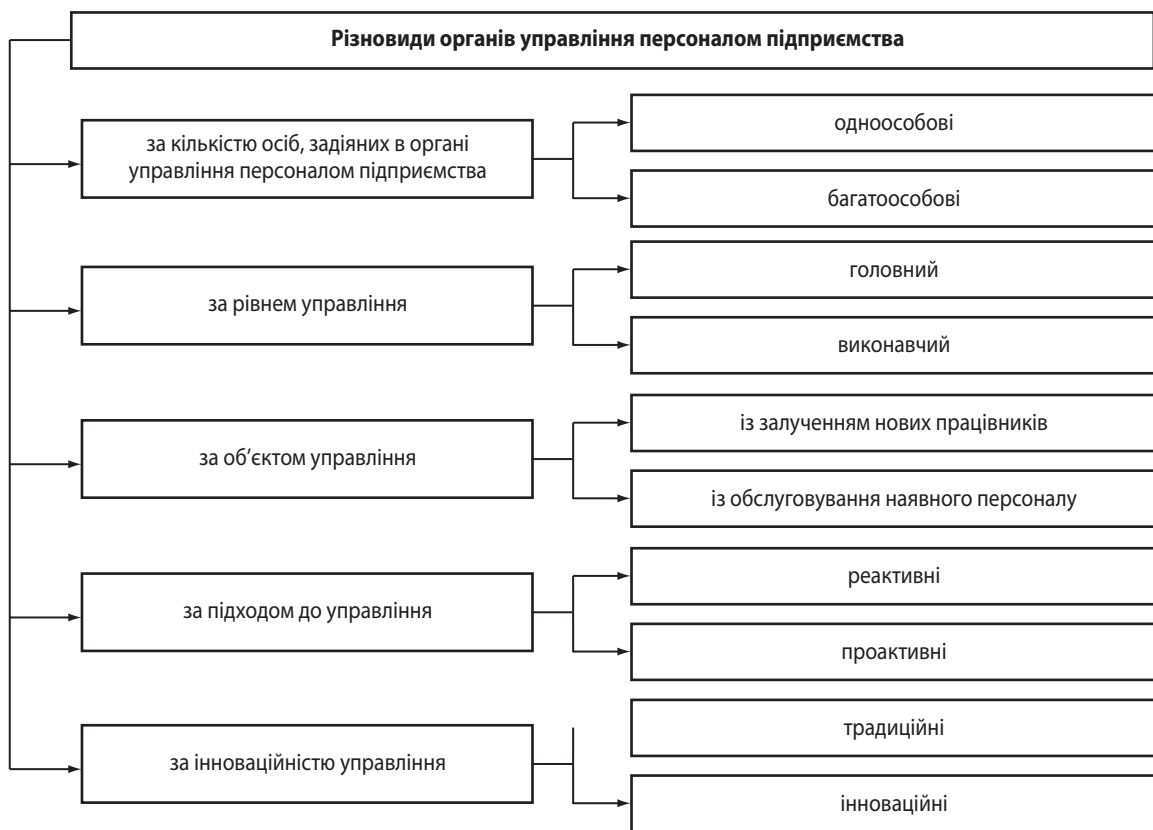 Різновиди органів управління персоналом підприємства
за кількістю осіб, задіяних в органі
управління персоналом підприємства
одноособові
багатоособові
за рівнем управління
головний
виконавчий
за об’єктом управління
із залученням нових працівників
із обслуговування наявного персоналу
за підходом до управління
реактивні
проактивні
за інноваційністю управління
традиційні
інноваційні